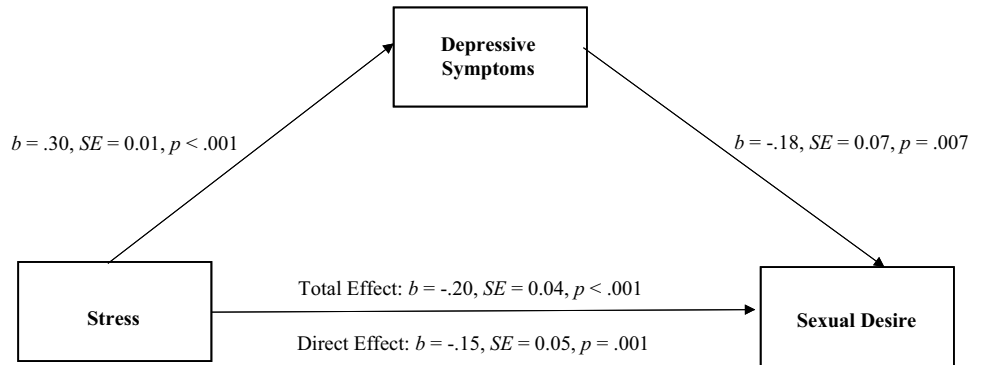 Depressive
Symptoms
b = .30, SE = 0.01, p < .001
b = -.18, SE = 0.07, p = .007
Total Effect: b = -.20, SE = 0.04, p < .001
Stress
Sexual Desire
Direct Effect: b = -.15, SE = 0.05, p = .001